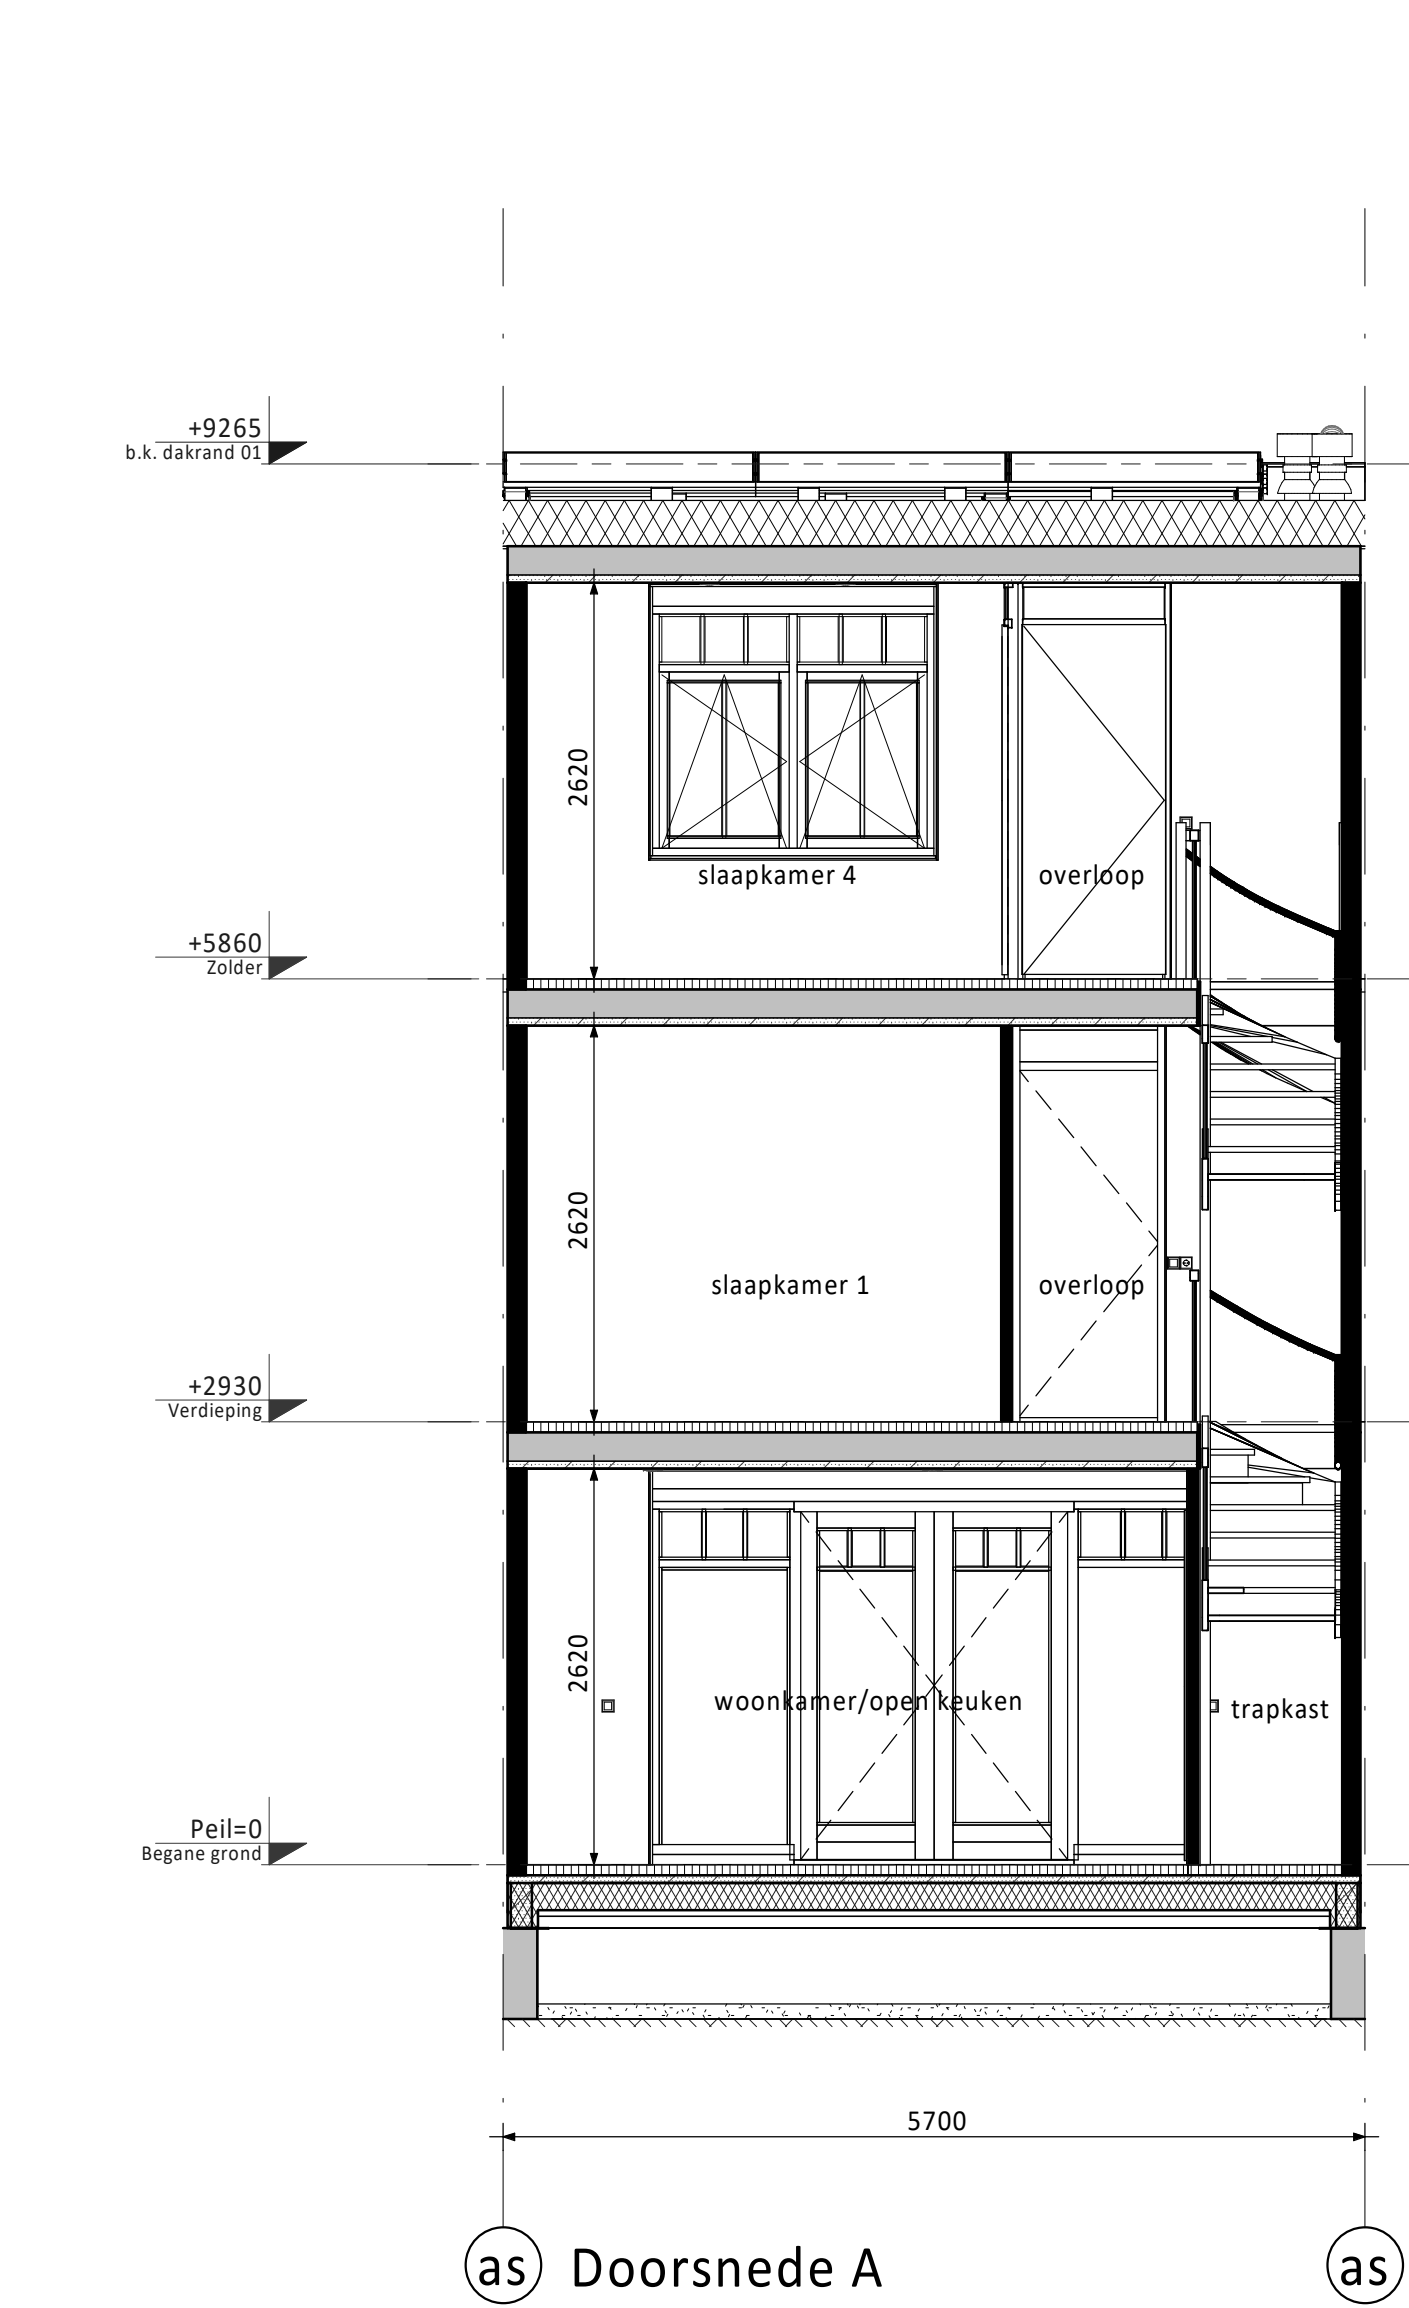 +9265
b.k. dakrand 01
2620
slaapkamer 4
overloop
+5860
Zolder
2620
slaapkamer 1
overloop
+2930
Verdieping
2620
woonkamer/open keuken
trapkast
Peil=0
Begane grond
5700
as
Doorsnede A
as